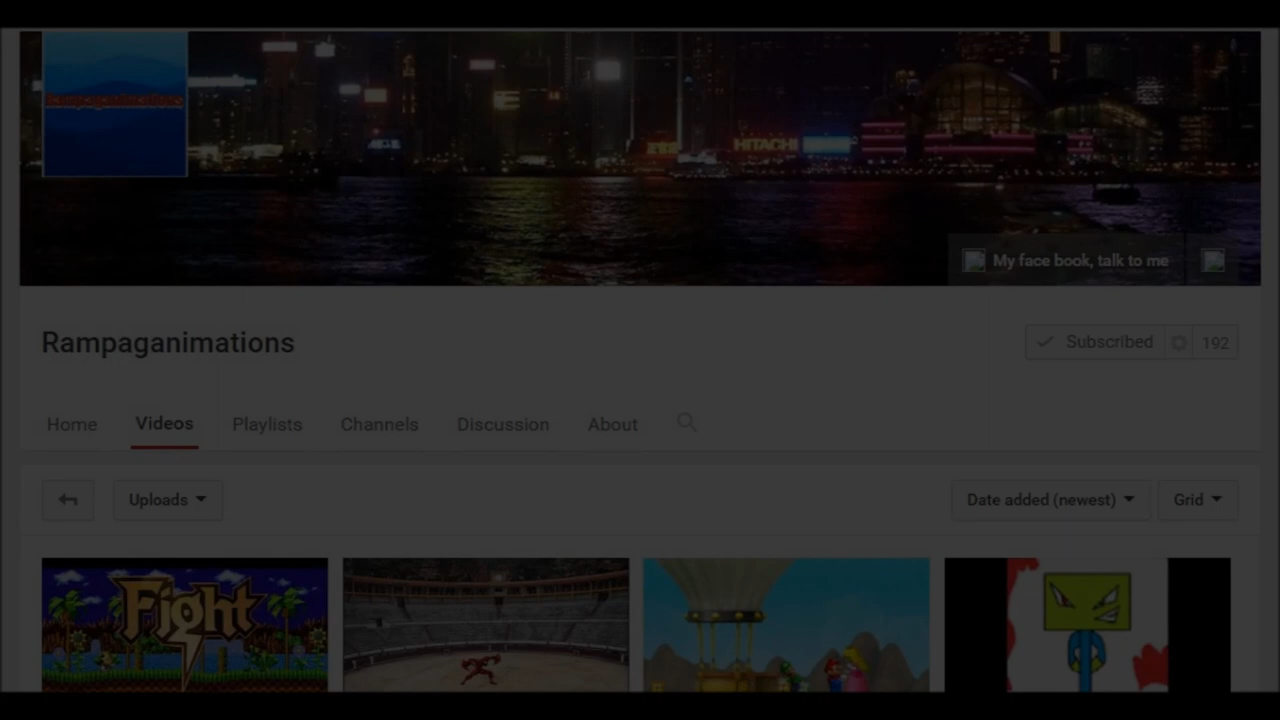 Rampaganimations
HITACHI
My face book, talk to me
Rampaganimations
Subscribed 192
Home Videos Playlists Channels Discussion About
Uploads Date added (newest) Grid
Fight